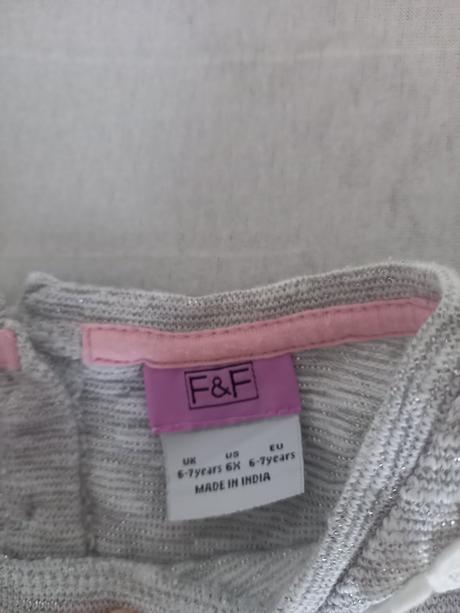 F&F
UK US EU
6-7years 6X 6-7years
MADE IN INDIA